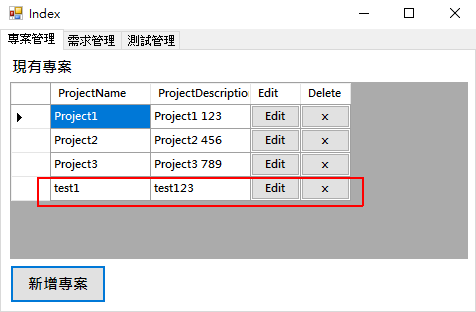 Index
專案管理 需求管理 測試管理
現有專案
ProjectName ProjectDescription Edit Delete
Project1 Project1 123 Edit x
Project2 Project2 456 Edit x
Project3 Project3 789 Edit x
test1 test123 Edit x
新增專案